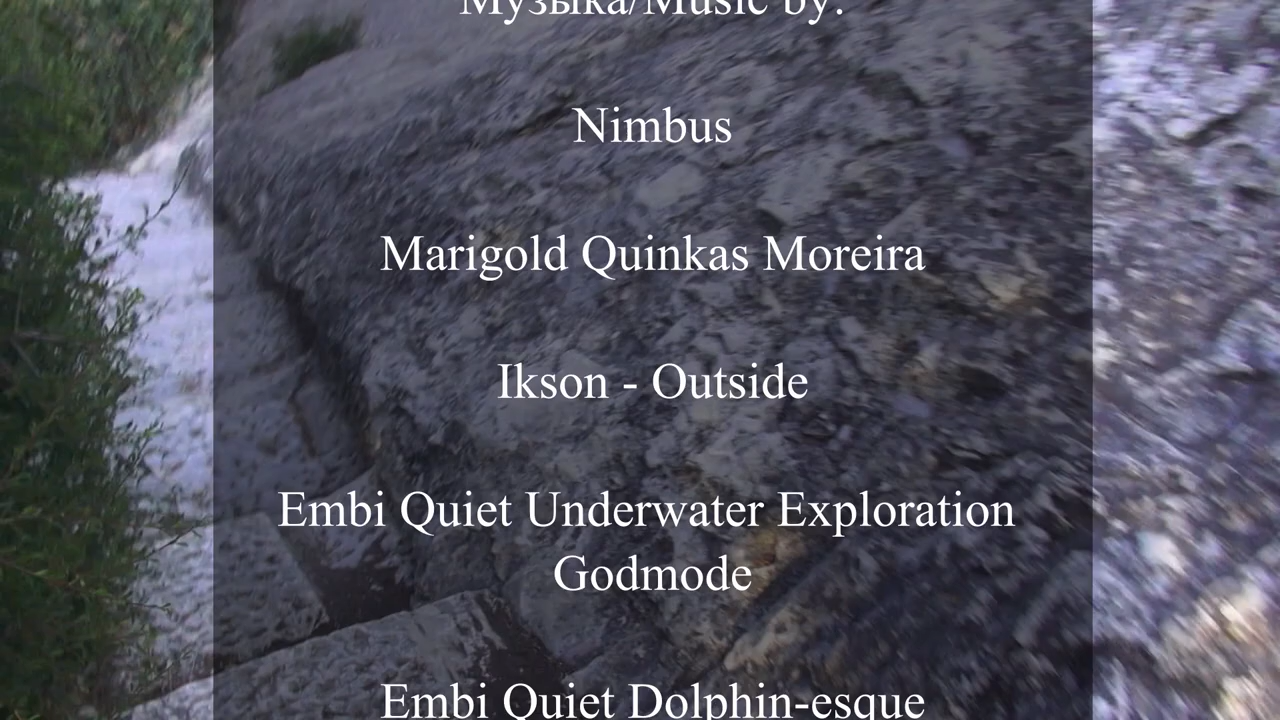 Музыка/Music by:
Nimbus
Marigold Quinkas Moreira
Ikson - Outside
Embi Quiet Underwater Exploration
Godmode
Embi Quiet Dolphin-esque